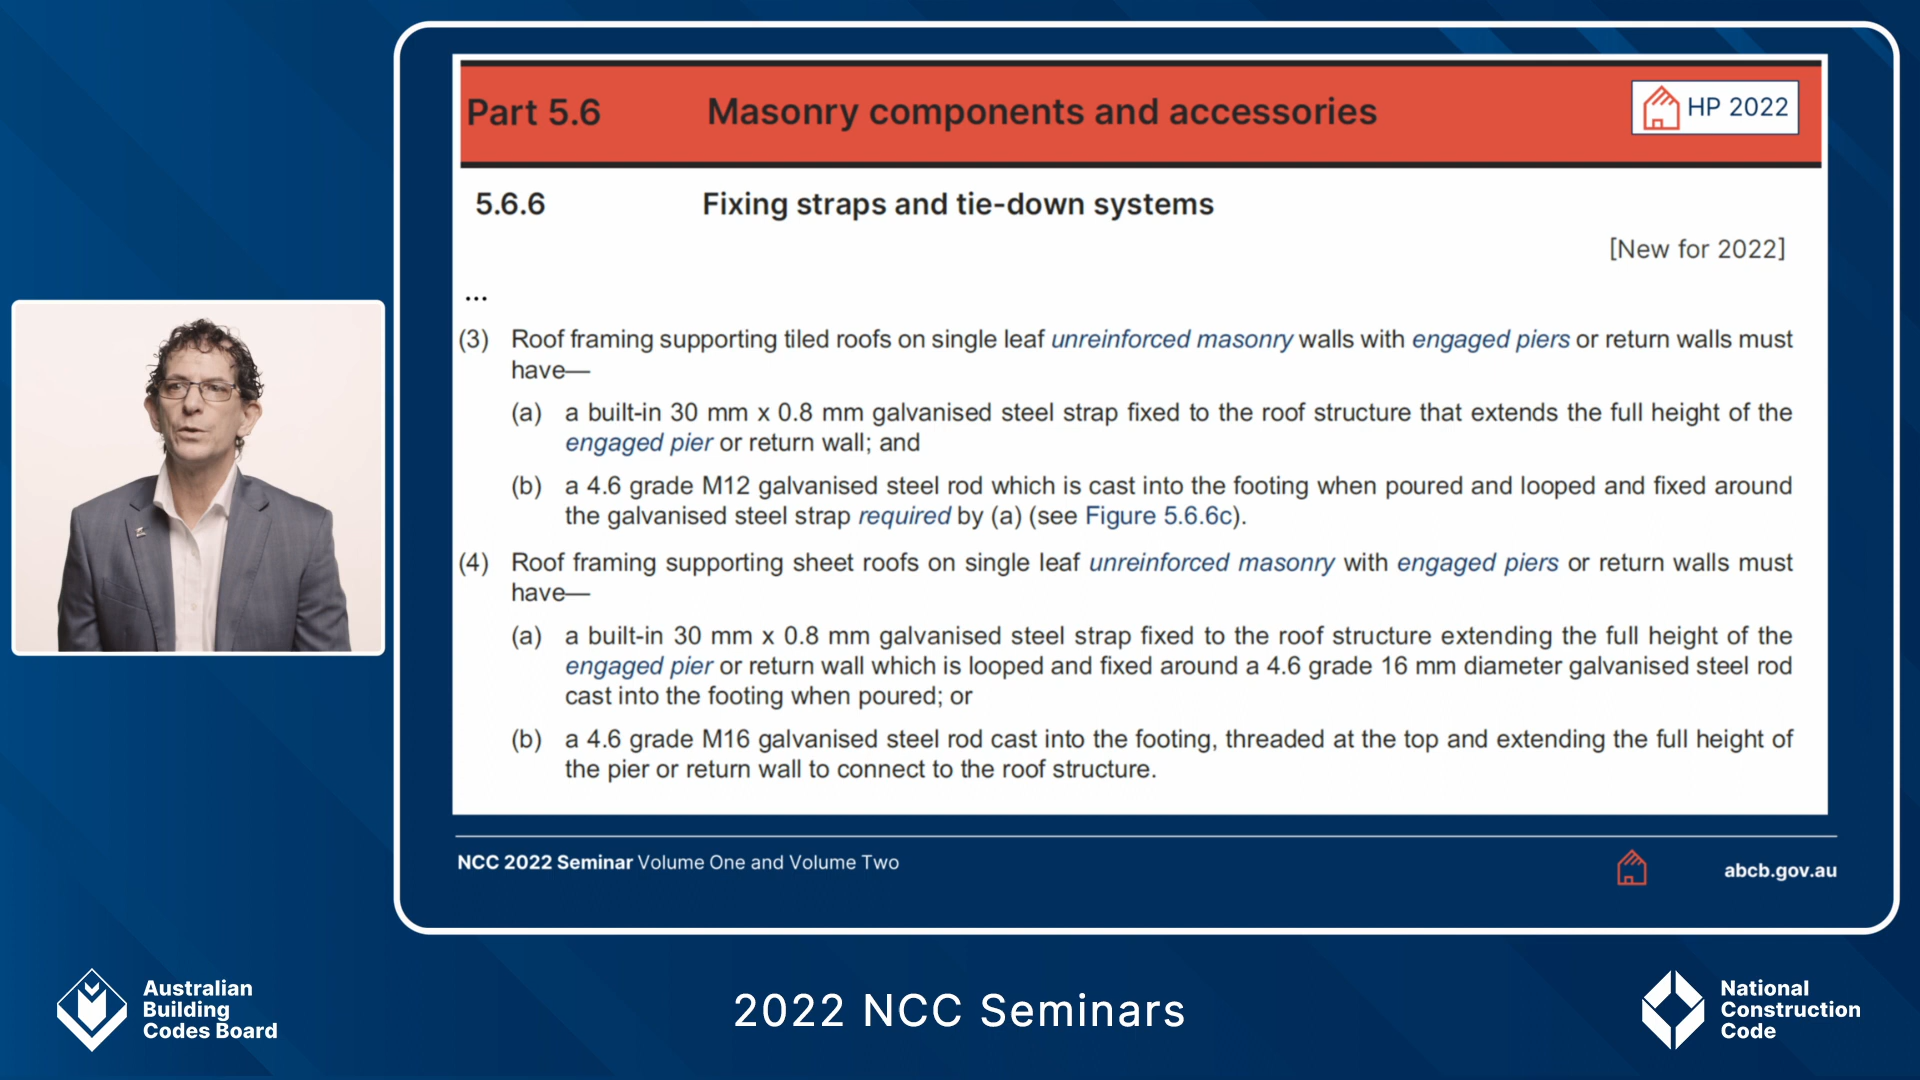 Part 5.6 Masonry components and accessories HP 2022
5.6.6 Fixing straps and tie-down systems
[New for 2022]
...
(3) Roof framing supporting tiled roofs on single leaf unreinforced masonry walls with engaged piers or return walls must
have—
(a) a built-in 30 mm x 0.8 mm galvanised steel strap fixed to the roof structure that extends the full height of the
engaged pier or return wall; and
(b) a 4.6 grade M12 galvanised steel rod which is cast into the footing when poured and looped and fixed around
the galvanised steel strap required by (a) (see Figure 5.6.6c).
(4) Roof framing supporting sheet roofs on single leaf unreinforced masonry with engaged piers or return walls must
have—
(a) a built-in 30 mm x 0.8 mm galvanised steel strap fixed to the roof structure extending the full height of the
engaged pier or return wall which is looped and fixed around a 4.6 grade 16 mm diameter galvanised steel rod
cast into the footing when poured; or
(b) a 4.6 grade M16 galvanised steel rod cast into the footing, threaded at the top and extending the full height of
the pier or return wall to connect to the roof structure.
NCC 2022 Seminar Volume One and Volume Two
abcb.gov.au
Australian
Building
Codes Board
2022 NCC Seminars
National
Construction
Code